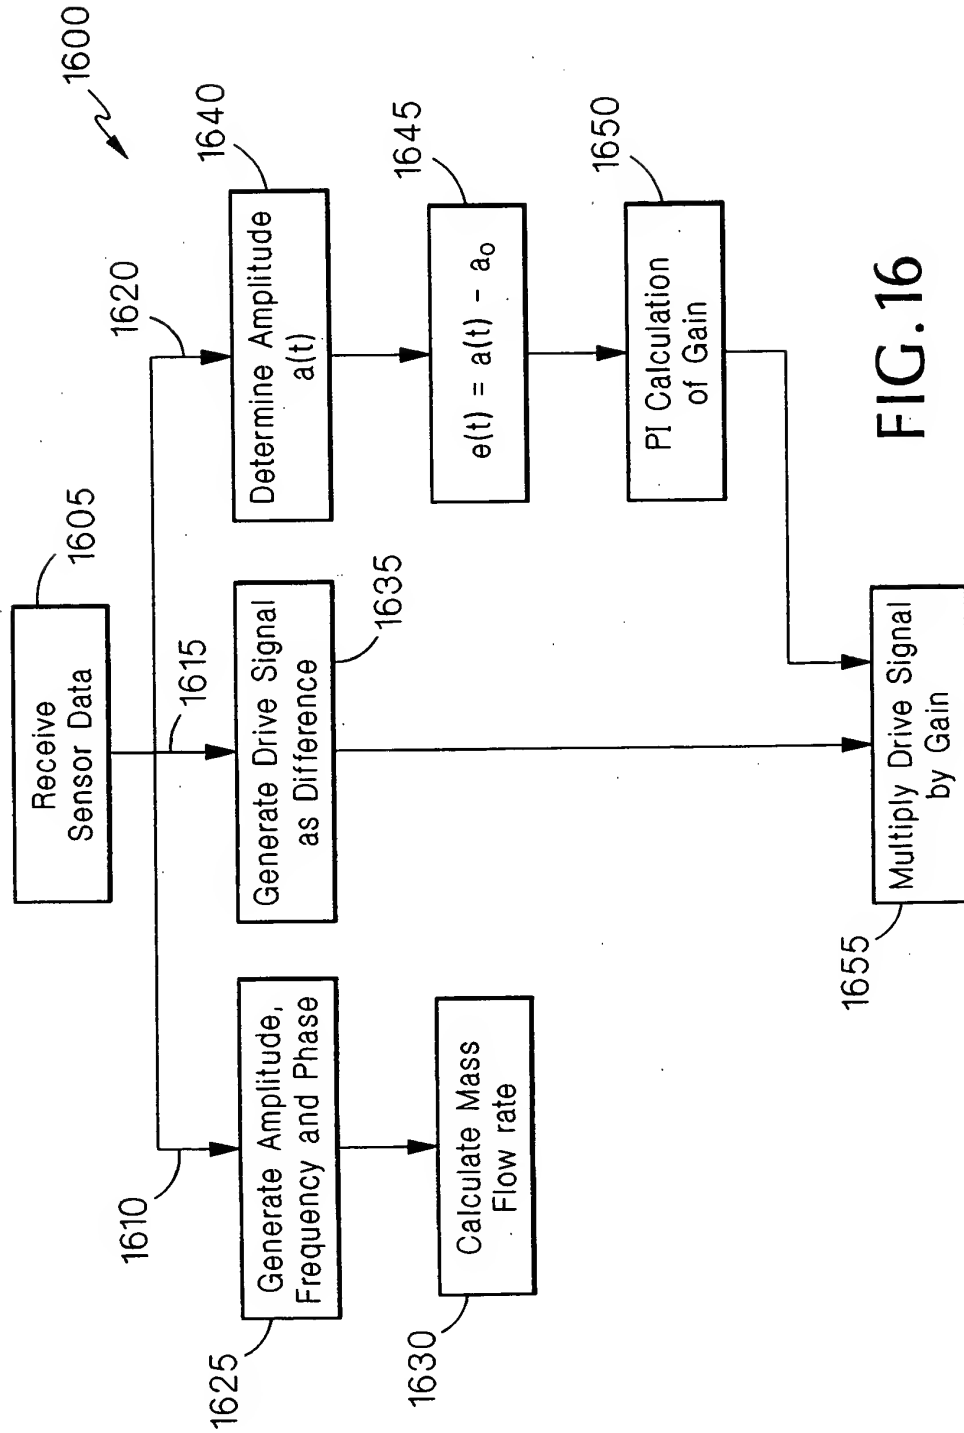 1600
Receive
Sensor Data
1605
1610
1615
1620
Generate Amplitude,
Frequency and Phase
1625
Generate Drive Signal
as Difference
1635
Determine Amplitude
a(t)
1640
Calculate Mass
Flow rate
1630
e(t) = a(t) - a₀
1645
PI Calculation
of Gain
1650
Multiply Drive Signal
by Gain
1655
FIG.16